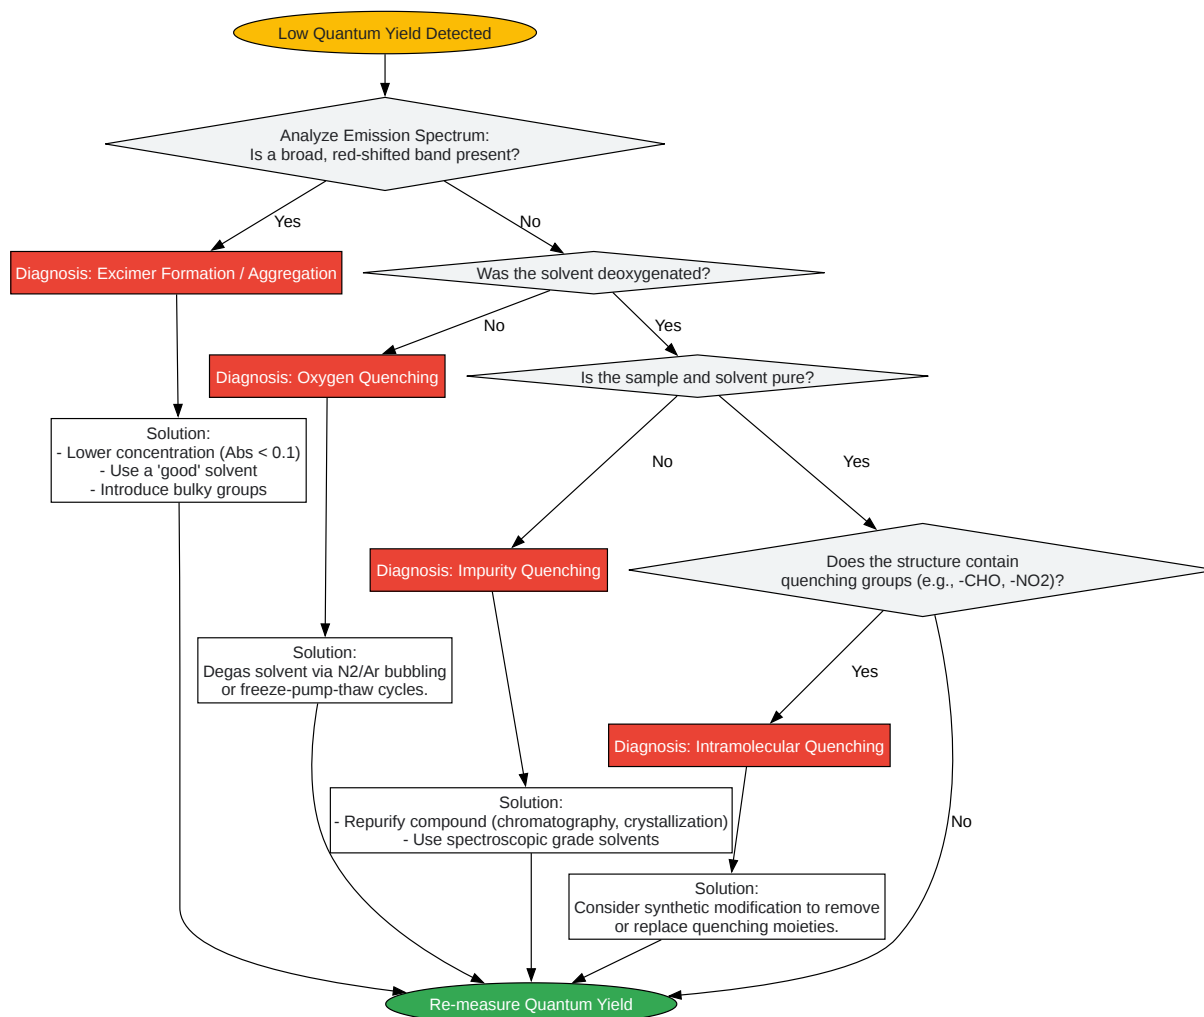 Low Quantum Yield Detected
Analyze Emission Spectrum:
Is a broad, red-shifted band present?
Yes
No
Diagnosis: Excimer Formation / Aggregation
Was the solvent deoxygenated?
No
Yes
Diagnosis: Oxygen Quenching
Is the sample and solvent pure?
Solution:
- Lower concentration (Abs < 0.1)
- Use a 'good' solvent
- Introduce bulky groups
No
Yes
Diagnosis: Impurity Quenching
Does the structure contain
quenching groups (e.g., -CHO, -NO2)?
Solution:
Degas solvent via N2/Ar bubbling
or freeze-pump-thaw cycles.
Yes
Diagnosis: Intramolecular Quenching
Solution:
- Repurify compound (chromatography, crystallization)
- Use spectroscopic grade solvents
No
Solution:
Consider synthetic modification to remove
or replace quenching moieties.
Re-measure Quantum Yield